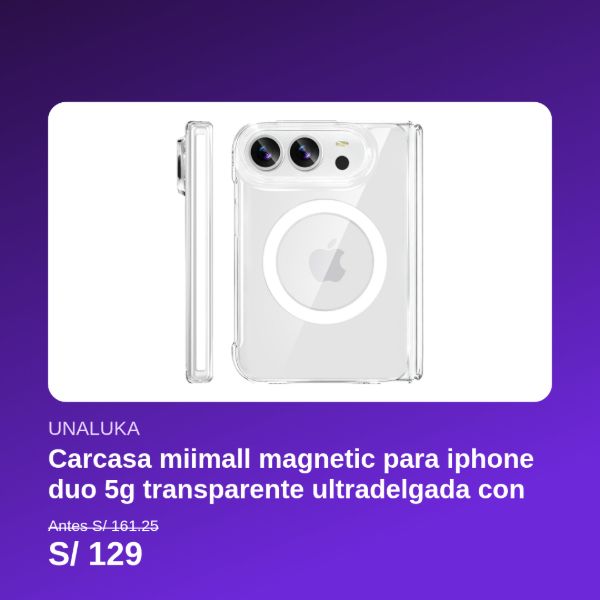 UNALUKA
Carcasa miimall magnetic para iphone
duo 5g transparente ultradelgada con
Antes S/ 161.25
S/ 129